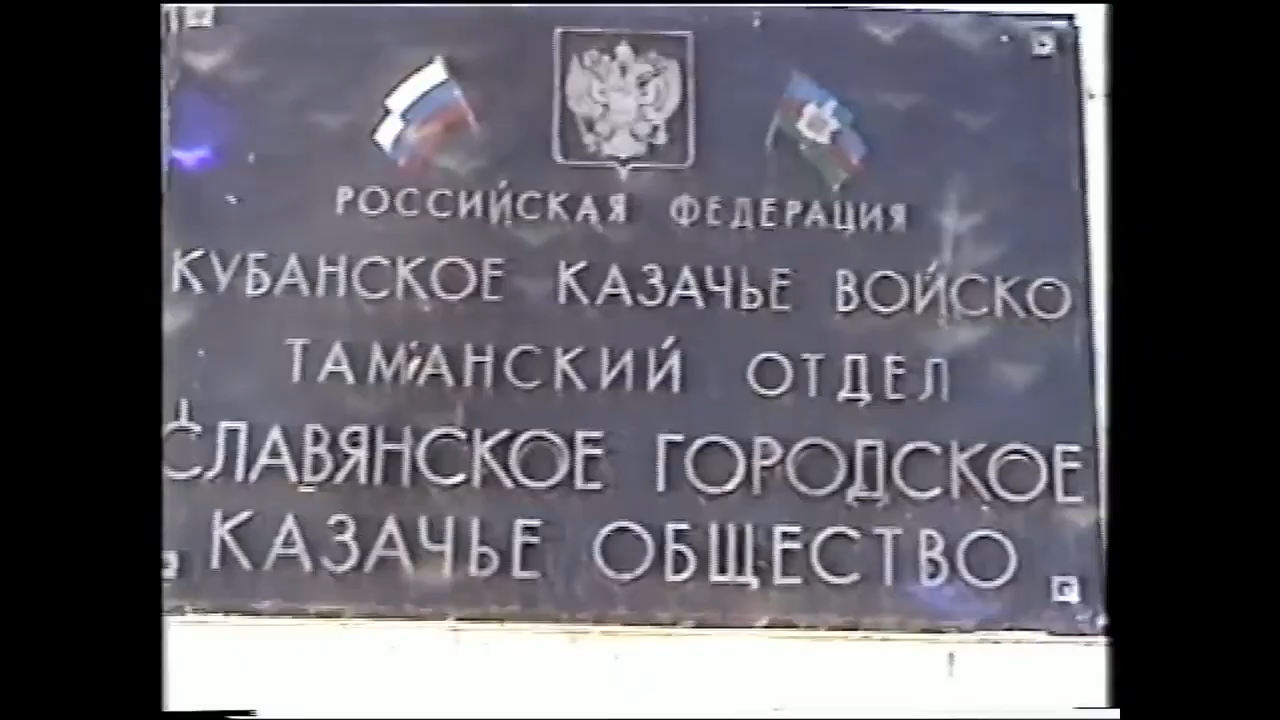 РОССИЙСКАЯ ФЕДЕРАЦИЯ
КУБАНСКОЕ КАЗАЧЬЕ ВОЙСКО
ТАМАНСКИЙ ОТДЕЛ
СЛАВЯНСКОЕ ГОРОДСКОЕ
КАЗАЧЬЕ ОБЩЕСТВО